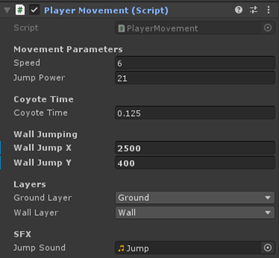 Player Movement (Script)
Script PlayerMovement
Movement Parameters
Speed 6
Jump Power 21
Coyote Time
Coyote Time 0.125
Wall Jumping
Wall Jump X 2500
Wall Jump Y 400
Layers
Ground Layer Ground
Wall Layer Wall
SFX
Jump Sound Jump